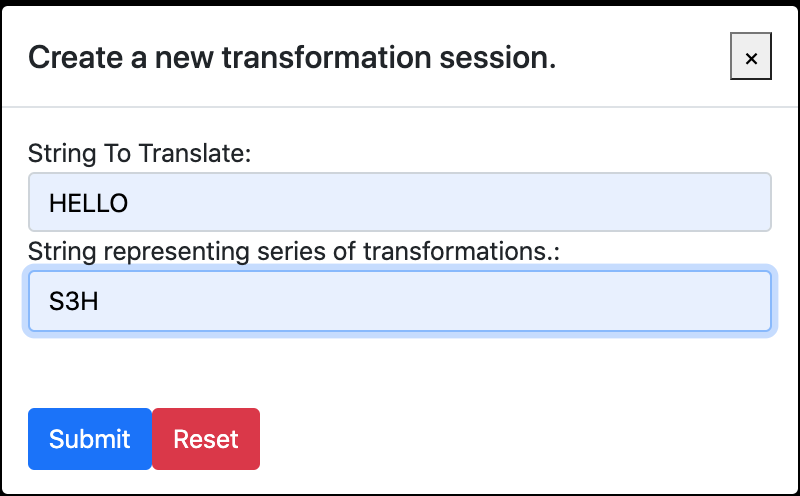 Create a new transformation session.
×
String To Translate:
HELLO
String representing series of transformations.:
S3H
Submit Reset